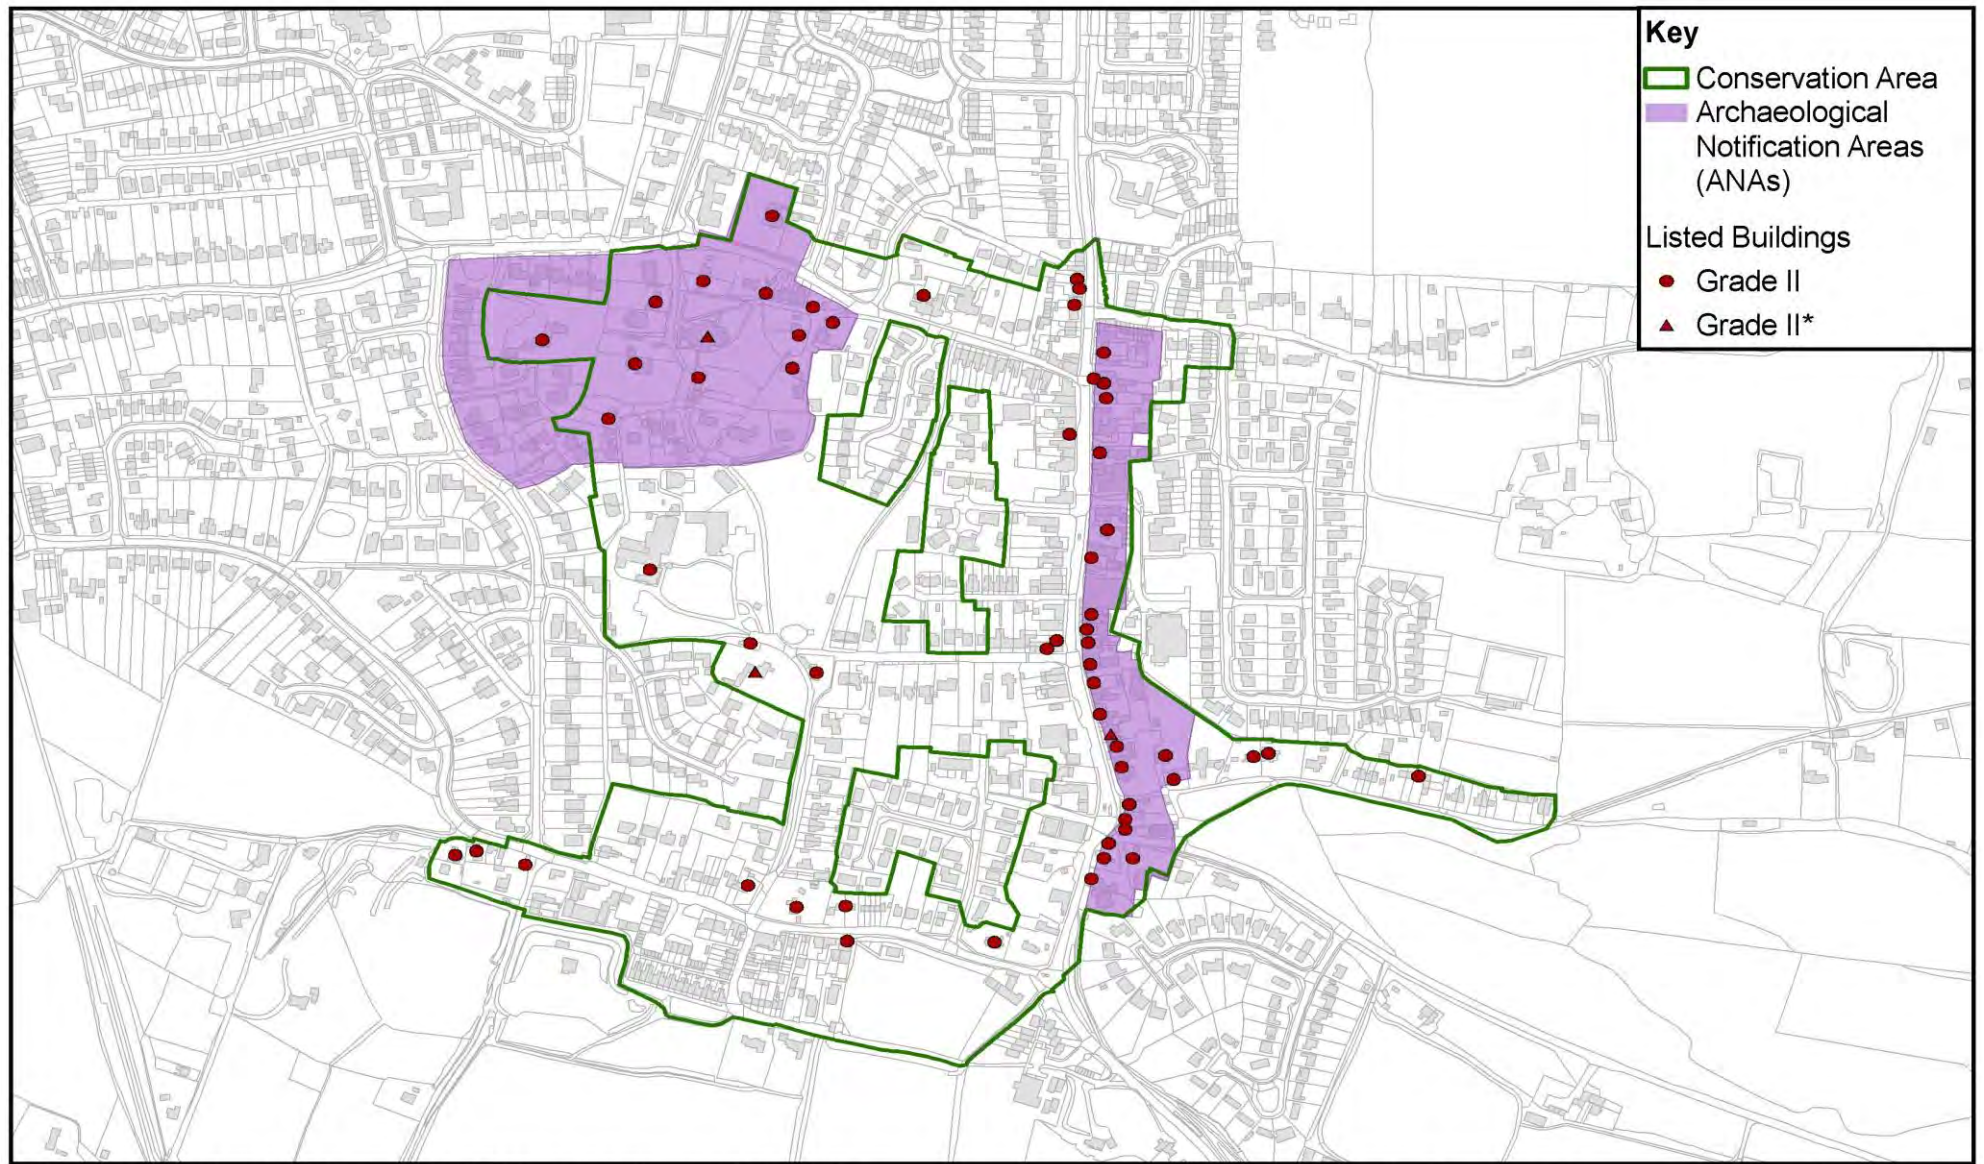 Key
Conservation Area
Archaeological
Notification Areas
(ANAs)
Listed Buildings
Grade II
Grade II*